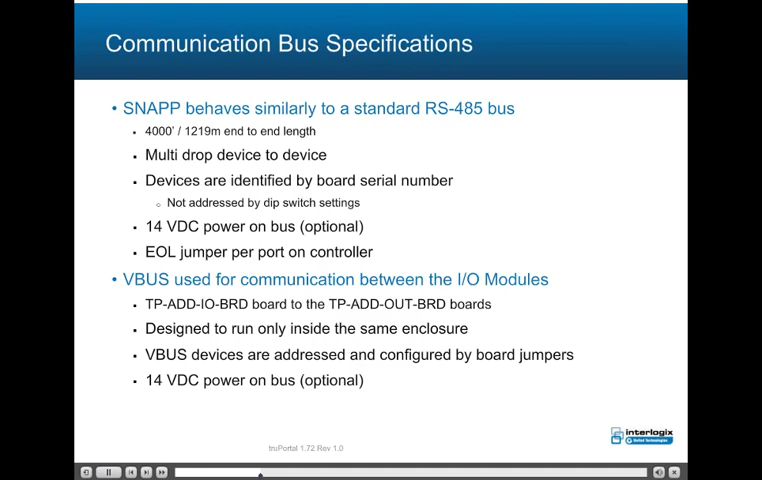 Communication Bus Specifications
• SNAPP behaves similarly to a standard RS-485 bus
▪ 4000' / 1219m end to end length
▪ Multi drop device to device
▪ Devices are identified by board serial number
○ Not addressed by dip switch settings
▪ 14 VDC power on bus (optional)
▪ EOL jumper per port on controller
• VBUS used for communication between the I/O Modules
▪ TP-ADD-IO-BRD board to the TP-ADD-OUT-BRD boards
▪ Designed to run only inside the same enclosure
▪ VBUS devices are addressed and configured by board jumpers
▪ 14 VDC power on bus (optional)
interlogix
United Technologies
truPortal 1.72 Rev 1.0